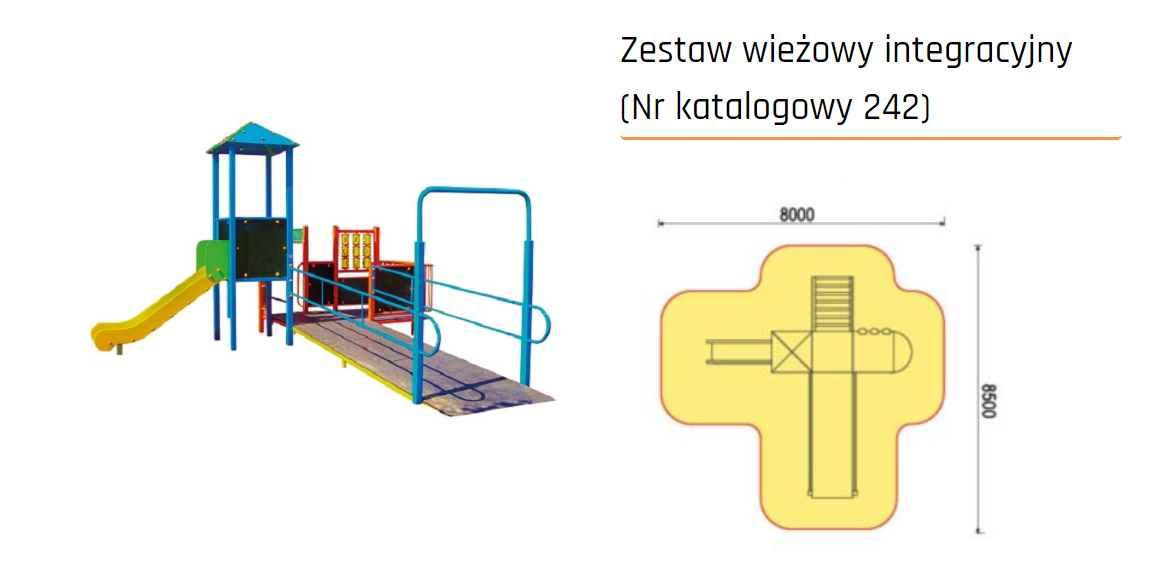 Zestaw wieżowy integracyjny
(Nr katalogowy 242)
8000
8500